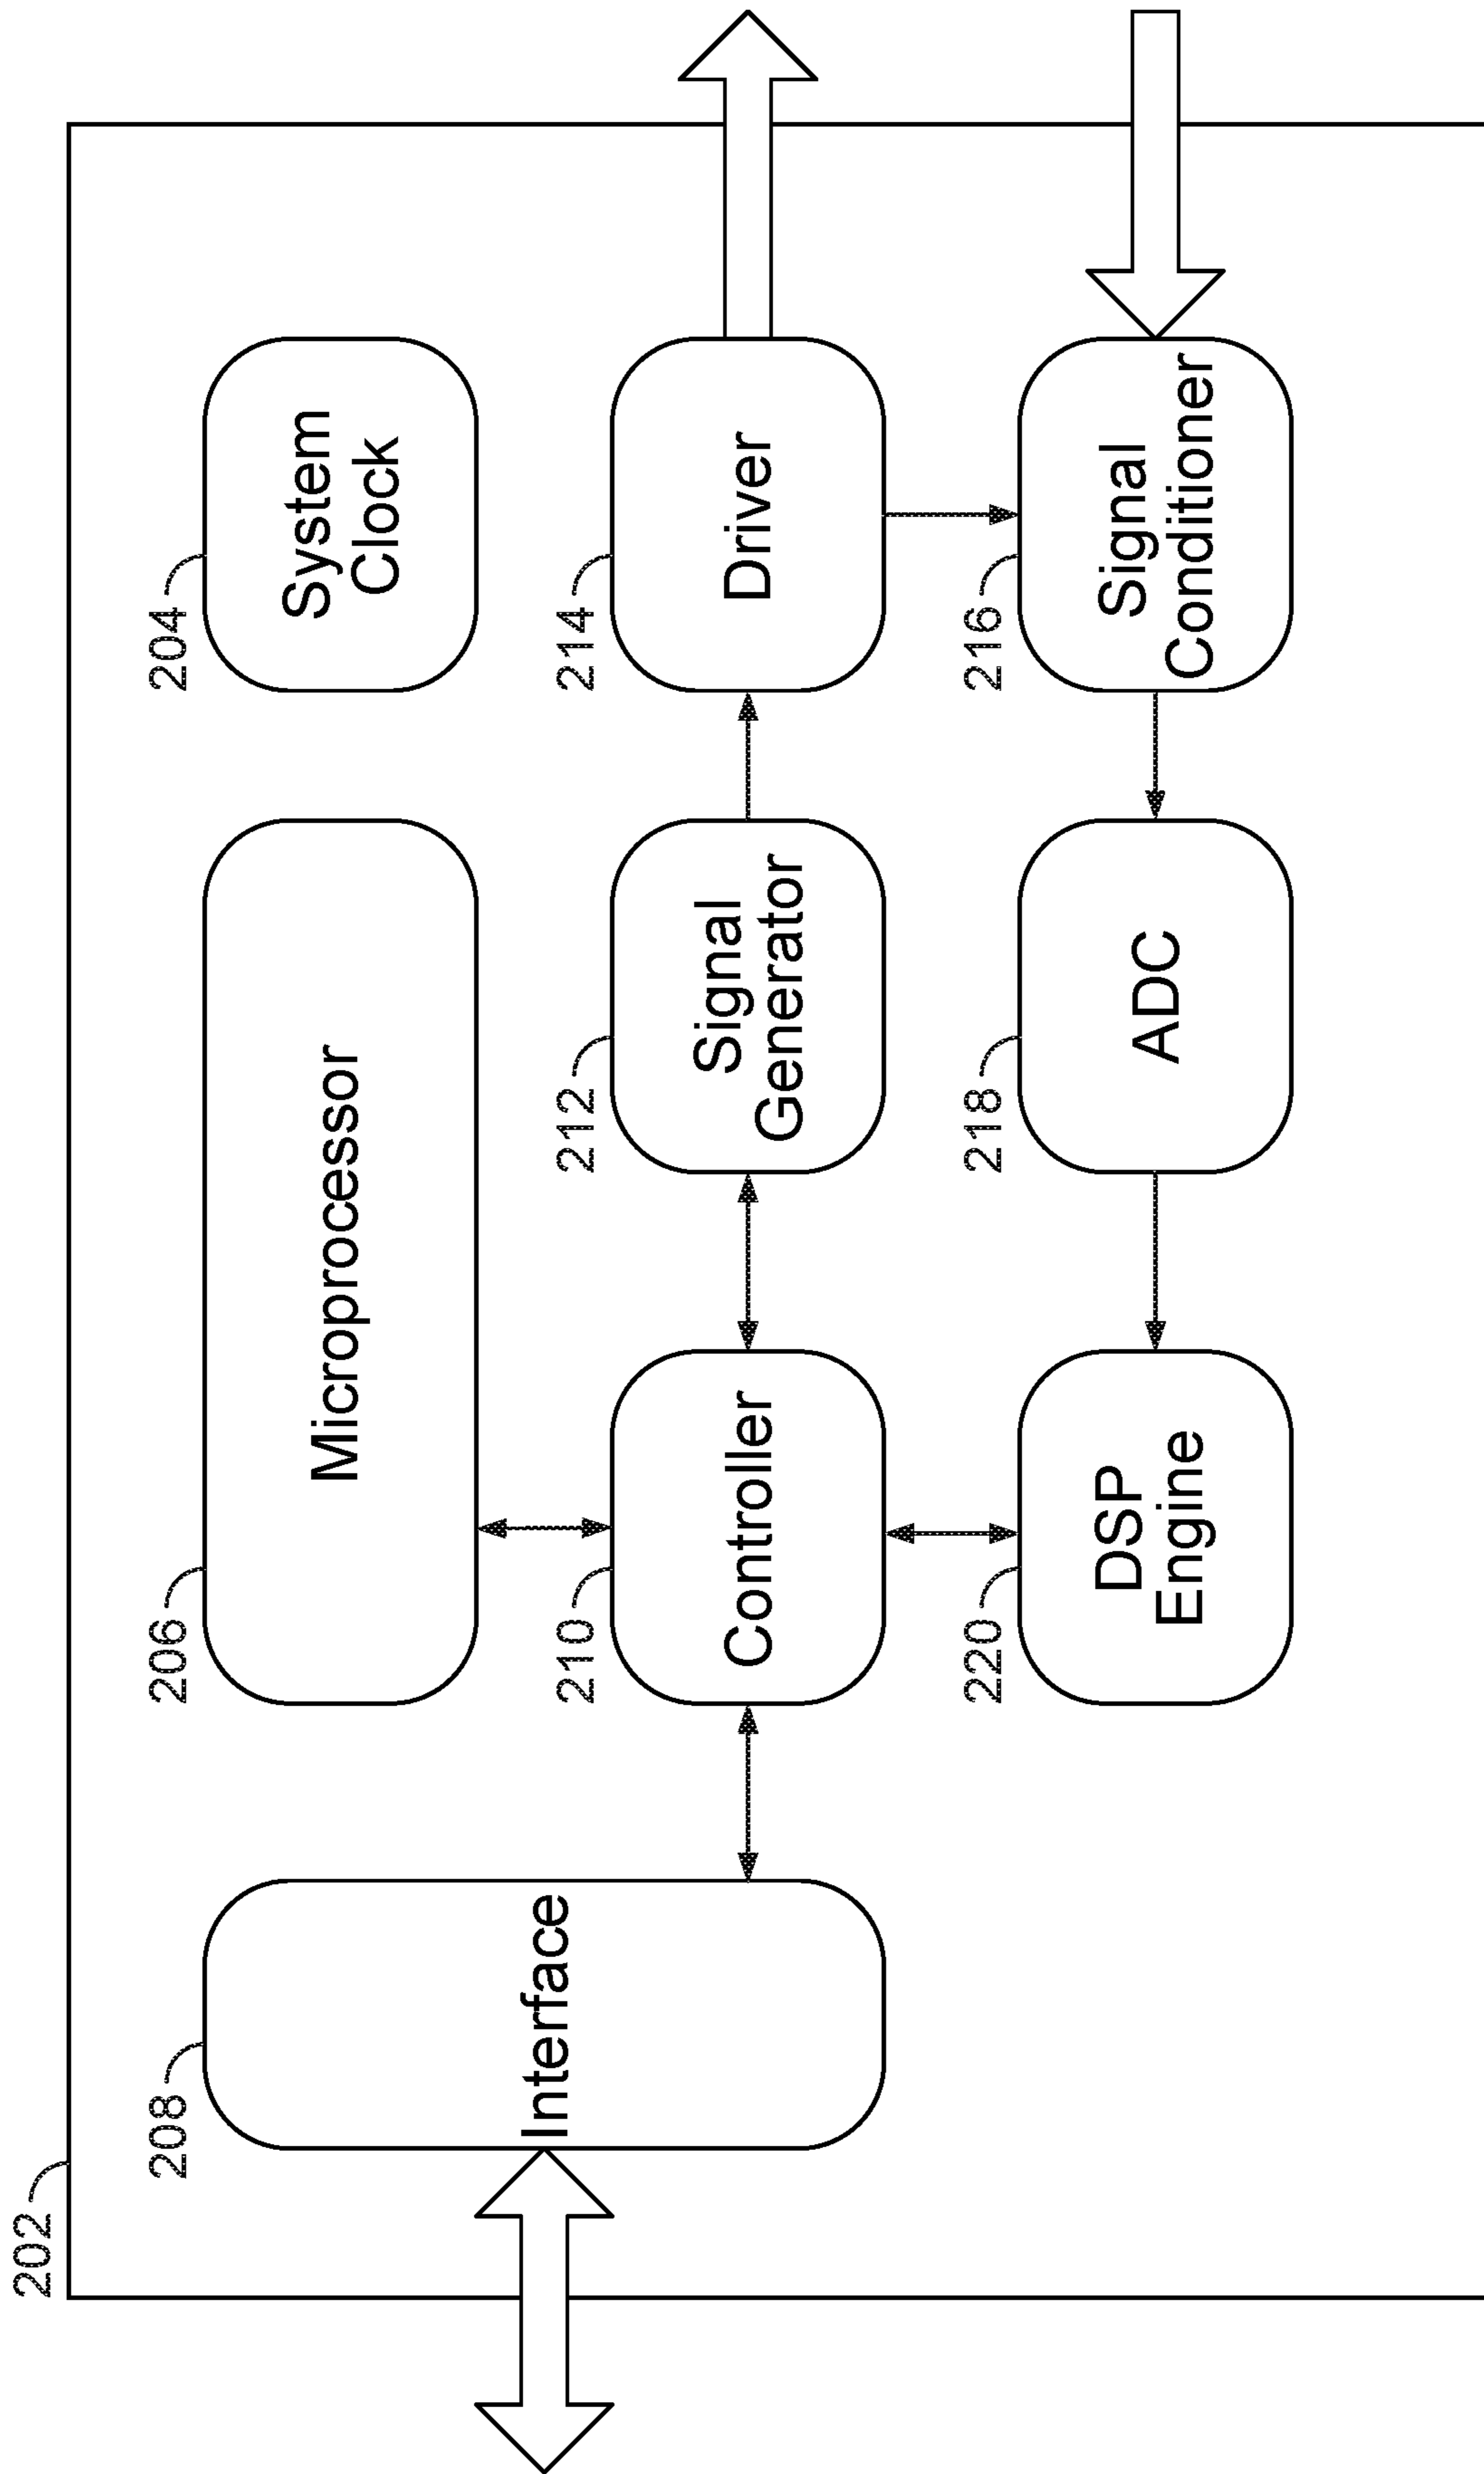 202
208
Interface
206
Microprocessor
204
System
Clock
210
Controller
212
Signal
Generator
214
Driver
220
DSP
Engine
218
ADC
216
Signal
Conditioner